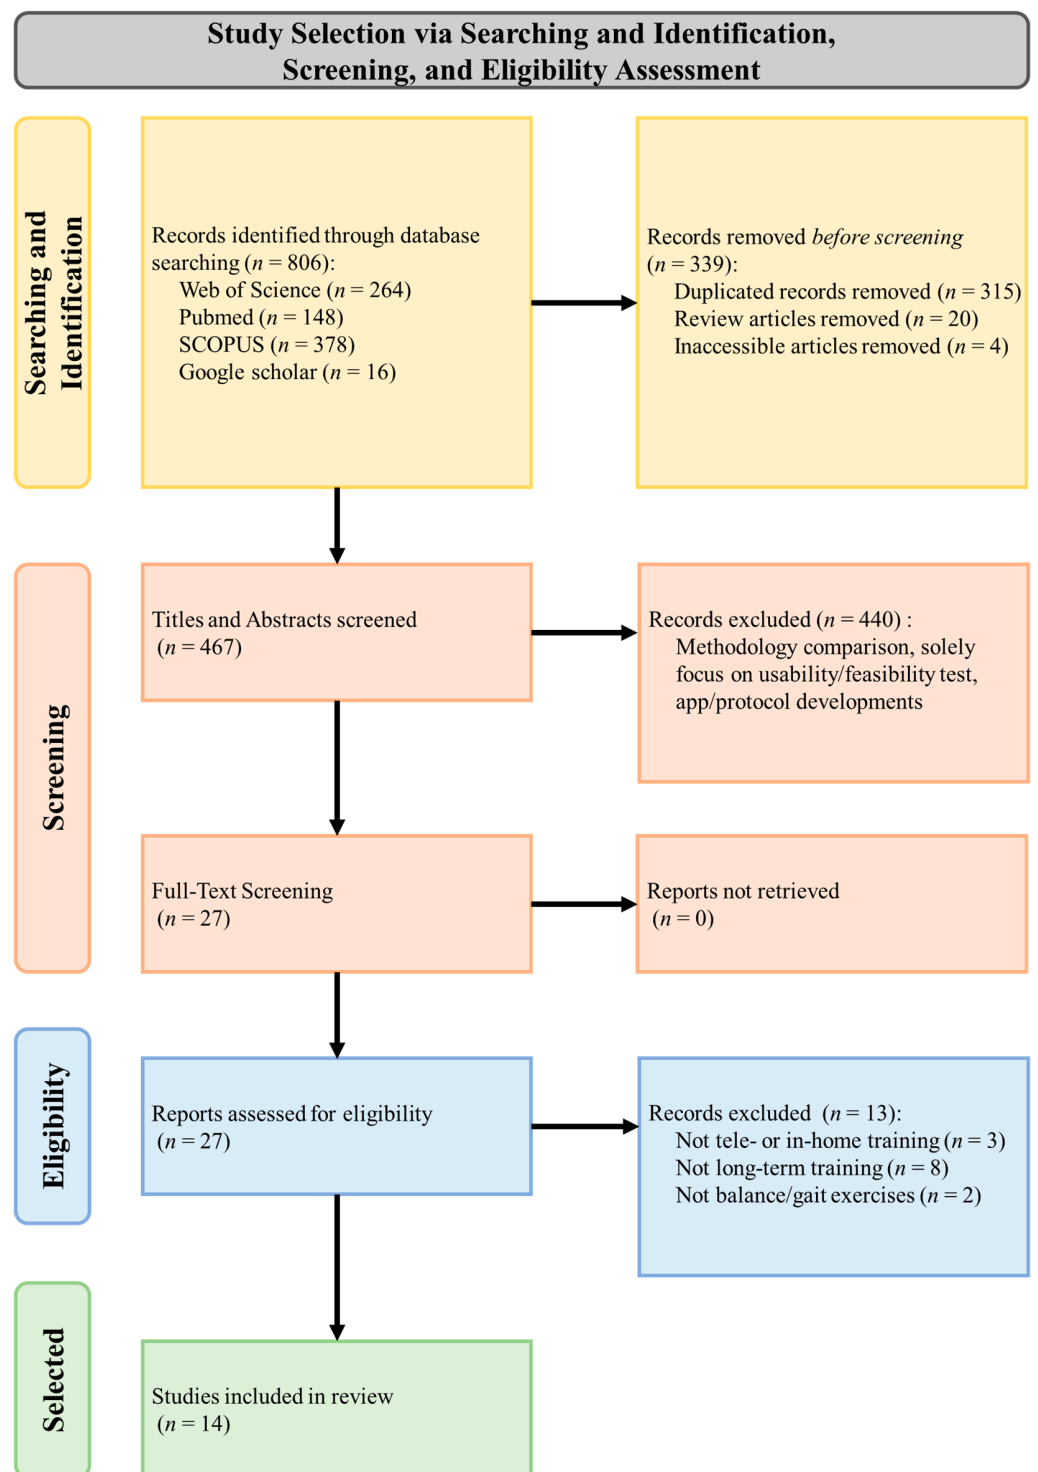 Study Selection via Searching and Identification,
Screening, and Eligibility Assessment
Searching and
Identification
Records identified through database
searching (n = 806):
Web of Science (n = 264)
Pubmed (n = 148)
SCOPUS (n = 378)
Google scholar (n = 16)
Records removed before screening
(n = 339):
Duplicated records removed (n = 315)
Review articles removed (n = 20)
Inaccessible articles removed (n = 4)
Screening
Titles and Abstracts screened
(n = 467)
Records excluded (n = 440) :
Methodology comparison, solely
focus on usability/feasibility test,
app/protocol developments
Full-Text Screening
(n = 27)
Reports not retrieved
(n = 0)
Eligibility
Reports assessed for eligibility
(n = 27)
Records excluded (n = 13):
Not tele- or in-home training (n = 3)
Not long-term training (n = 8)
Not balance/gait exercises (n = 2)
Selected
Studies included in review
(n = 14)